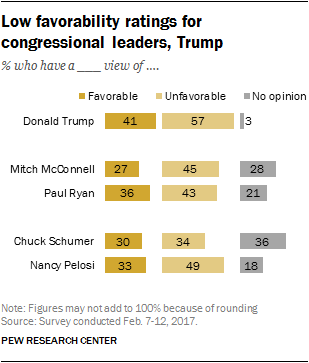 Low favorability ratings for
congressional leaders, Trump
% who have a ____ view of ....
Favorable Unfavorable No opinion
Donald Trump 41 57 3
Mitch McConnell 27 45 28
Paul Ryan 36 43 21
Chuck Schumer 30 34 36
Nancy Pelosi 33 49 18
Note: Figures may not add to 100% because of rounding
Source: Survey conducted Feb. 7-12, 2017.
PEW RESEARCH CENTER